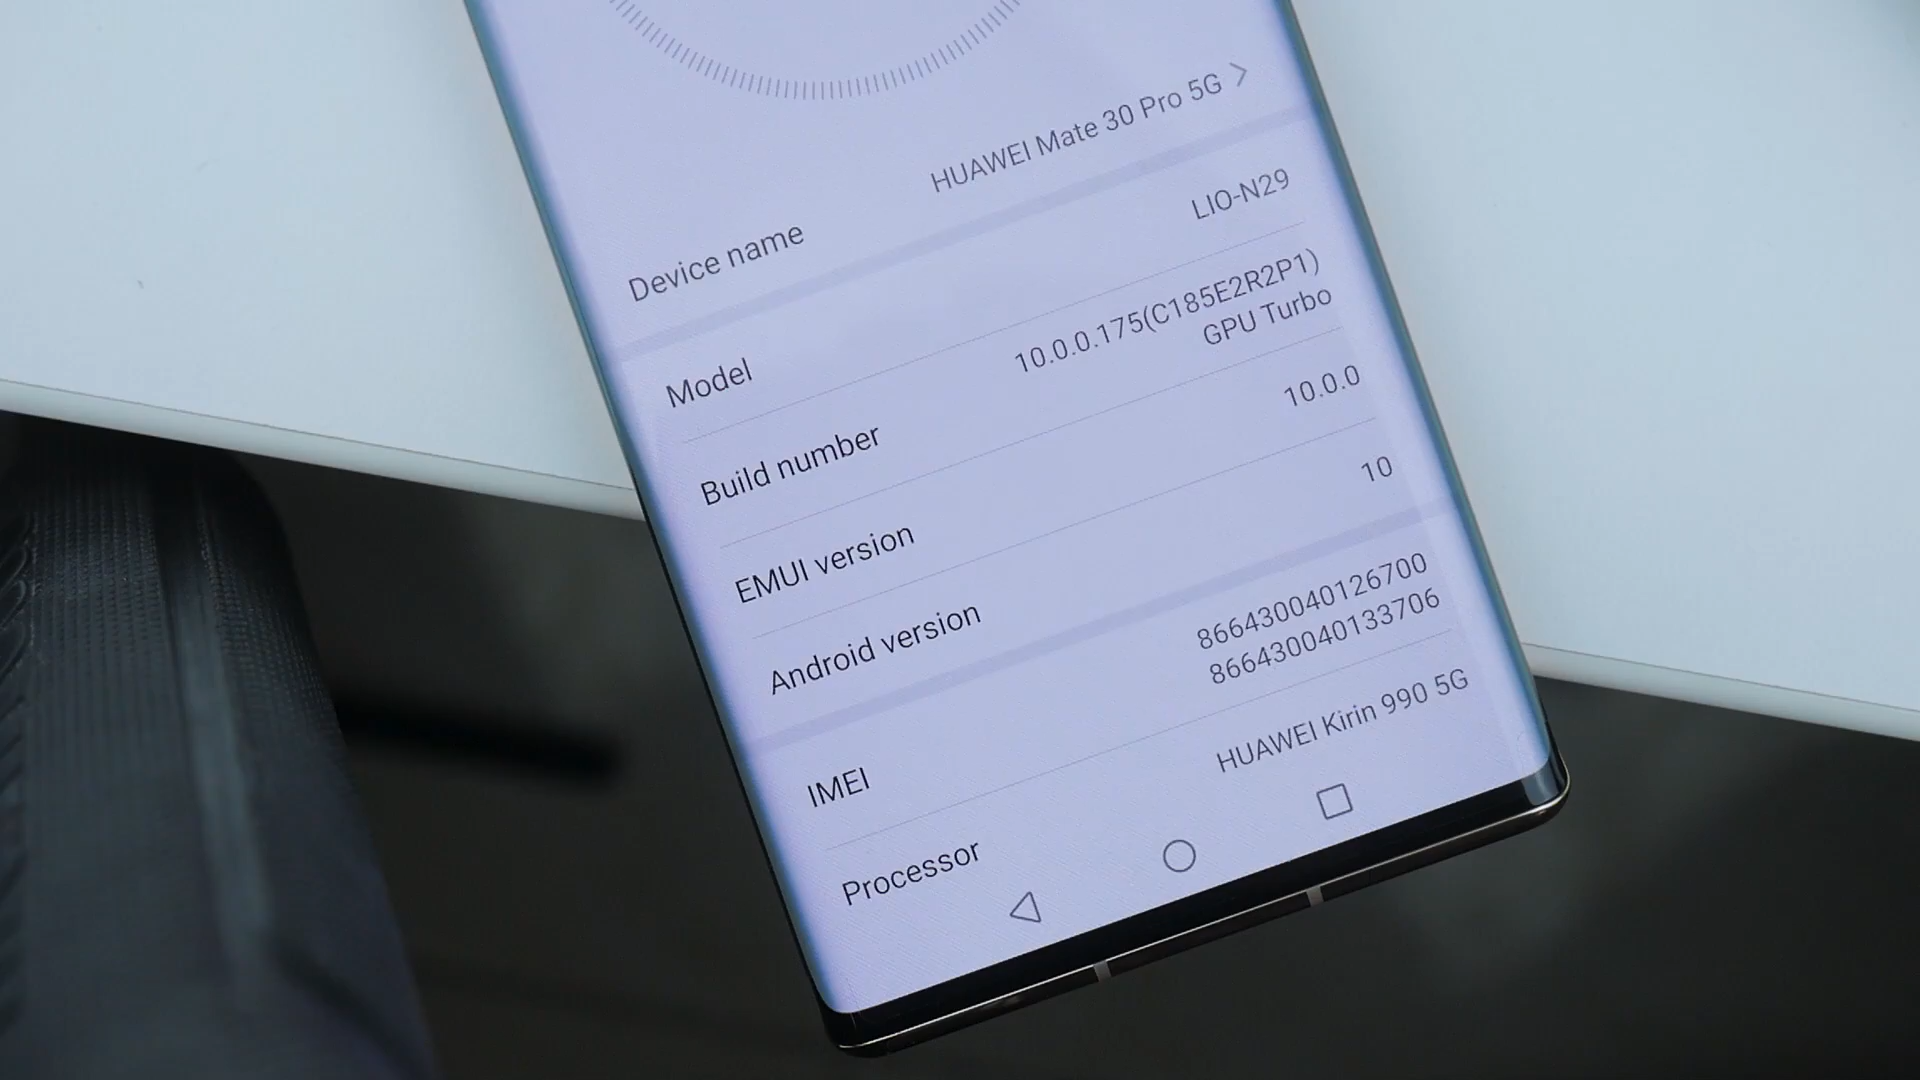 Device name HUAWEI Mate 30 Pro 5G
Model LIO-N29
Build number 10.0.0.175(C185E2R2P1)
GPU Turbo
EMUI version 10.0.0
Android version 10
IMEI 866430040126700
866430040133706
Processor HUAWEI Kirin 990 5G